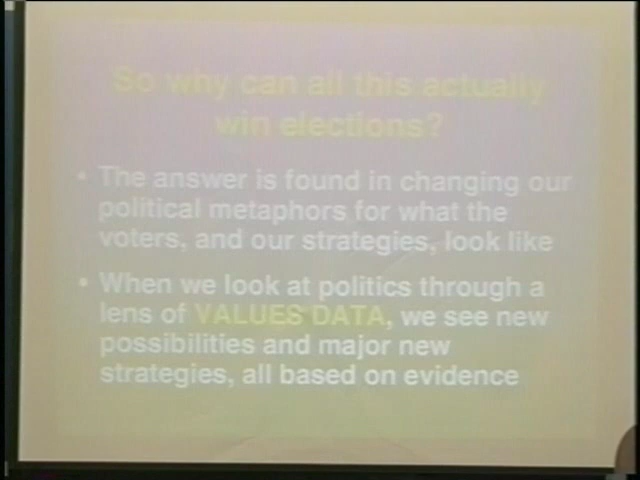 So why can all this actually
win elections?
• The answer is found in changing our
political metaphors for what the
voters, and our strategies, look like
• When we look at politics through a
lens of VALUES DATA, we see new
possibilities and major new
strategies, all based on evidence